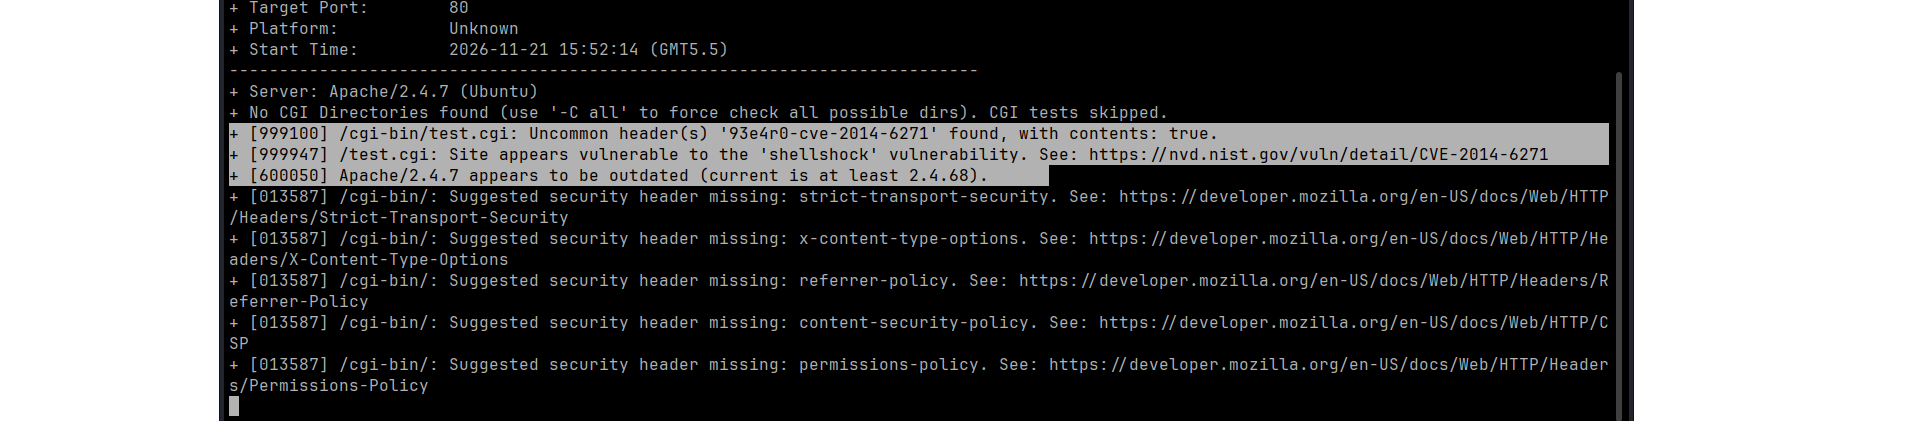 + Target Port:        80
+ Platform:           Unknown
+ Start Time:         2026-11-21 15:52:14 (GMT5.5)
---------------------------------------------------------------------------
+ Server: Apache/2.4.7 (Ubuntu)
+ No CGI Directories found (use '-C all' to force check all possible dirs). CGI tests skipped.
+ [999100] /cgi-bin/test.cgi: Uncommon header(s) '93e4r0-cve-2014-6271' found, with contents: true.
+ [999947] /test.cgi: Site appears vulnerable to the 'shellshock' vulnerability. See: https://nvd.nist.gov/vuln/detail/CVE-2014-6271
+ [600050] Apache/2.4.7 appears to be outdated (current is at least 2.4.68).
+ [013587] /cgi-bin/: Suggested security header missing: strict-transport-security. See: https://developer.mozilla.org/en-US/docs/Web/HTTP
/Headers/Strict-Transport-Security
+ [013587] /cgi-bin/: Suggested security header missing: x-content-type-options. See: https://developer.mozilla.org/en-US/docs/Web/HTTP/He
aders/X-Content-Type-Options
+ [013587] /cgi-bin/: Suggested security header missing: referrer-policy. See: https://developer.mozilla.org/en-US/docs/Web/HTTP/Headers/R
eferrer-Policy
+ [013587] /cgi-bin/: Suggested security header missing: content-security-policy. See: https://developer.mozilla.org/en-US/docs/Web/HTTP/C
SP
+ [013587] /cgi-bin/: Suggested security header missing: permissions-policy. See: https://developer.mozilla.org/en-US/docs/Web/HTTP/Header
s/Permissions-Policy